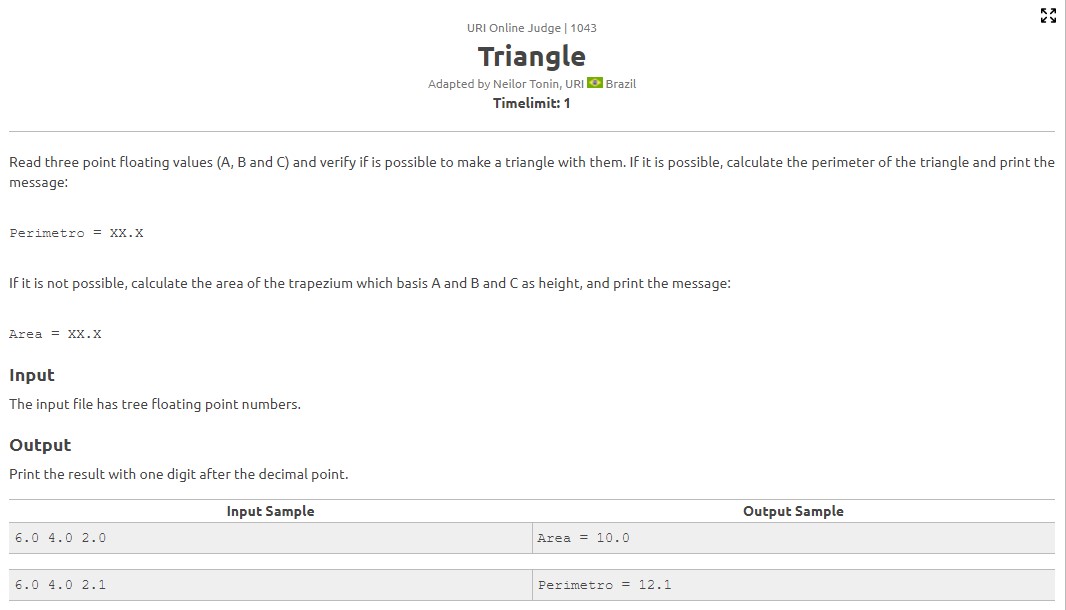 URI Online Judge | 1043
Triangle
Adapted by Neilor Tonin, URI Brazil
Timelimit: 1
Read three point floating values (A, B and C) and verify if is possible to make a triangle with them. If it is possible, calculate the perimeter of the triangle and print the
message:
Perimetro = XX.X
If it is not possible, calculate the area of the trapezium which basis A and B and C as height, and print the message:
Area = XX.X
Input
The input file has tree floating point numbers.
Output
Print the result with one digit after the decimal point.
Input Sample Output Sample
6.0 4.0 2.0 Area = 10.0
6.0 4.0 2.1 Perimetro = 12.1